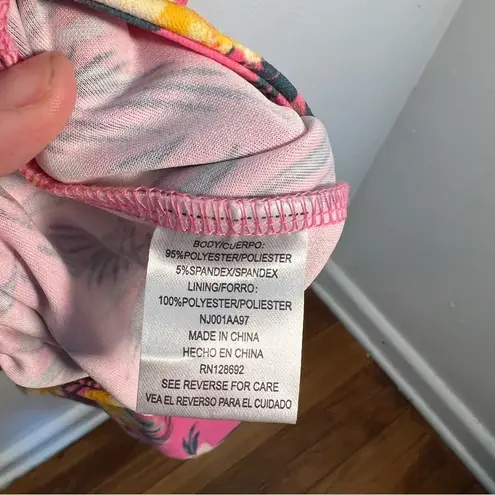 BODY/CUERPO:
95%POLYESTER/POLIESTER
5%SPANDEX/SPANDEX
LINING/FORRO:
100%POLYESTER/POLIESTER
NJ001AA97
MADE IN CHINA
HECHO EN CHINA
RN128692
SEE REVERSE FOR CARE
VEA EL REVERSO PARA EL CUIDADO